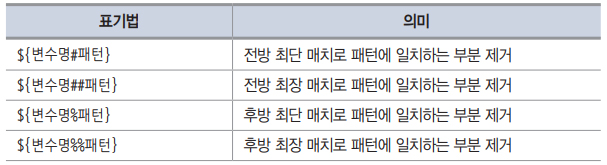 표기법 의미
${변수명#패턴} 전방 최단 매치로 패턴에 일치하는 부분 제거
${변수명##패턴} 전방 최장 매치로 패턴에 일치하는 부분 제거
${변수명%패턴} 후방 최단 매치로 패턴에 일치하는 부분 제거
${변수명%%패턴} 후방 최장 매치로 패턴에 일치하는 부분 제거